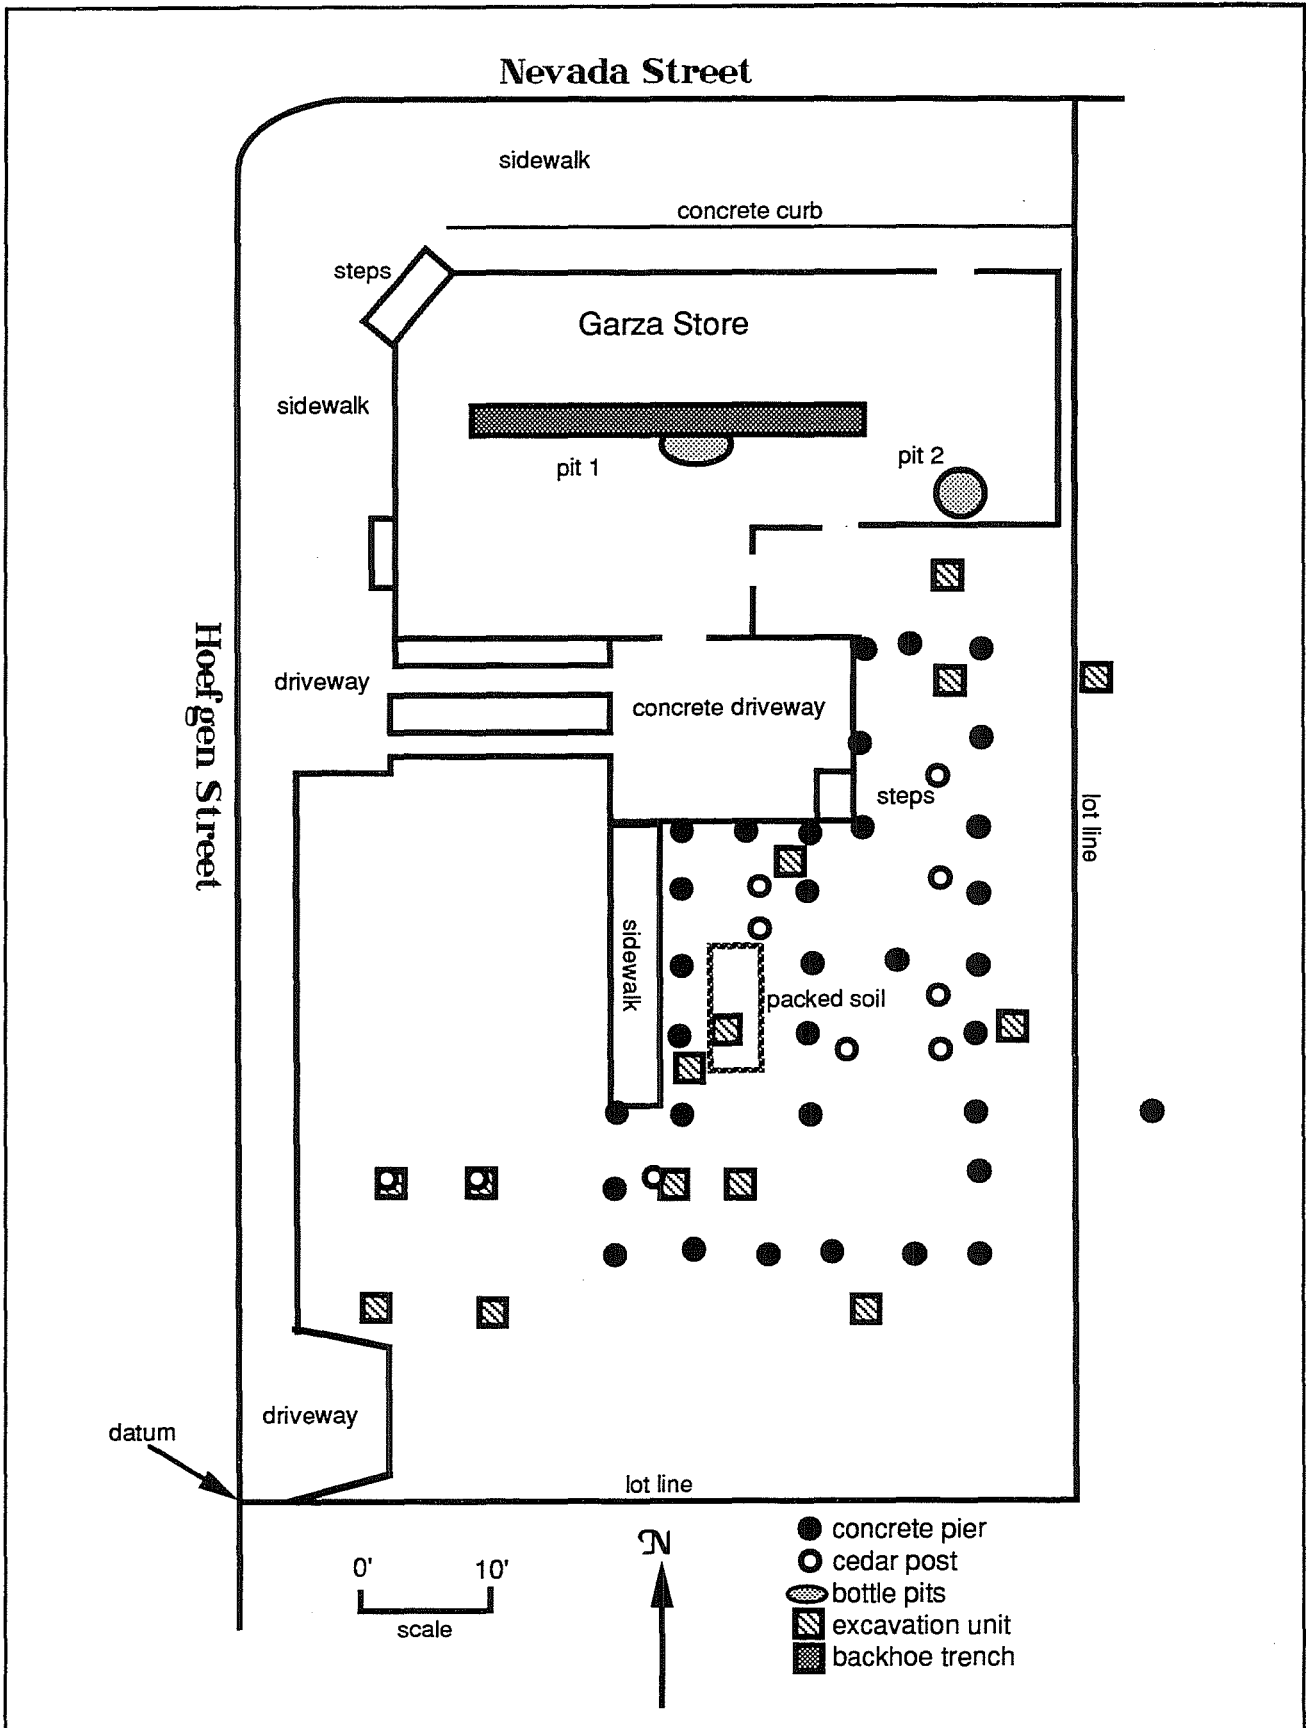 Nevada Street
sidewalk
concrete curb
steps
Garza Store
sidewalk
pit 1
pit 2
Hoefgen Street
driveway
concrete driveway
steps
lot line
sidewalk
packed soil
driveway
datum
lot line
N
0' 10'
scale
concrete pier
cedar post
bottle pits
excavation unit
backhoe trench